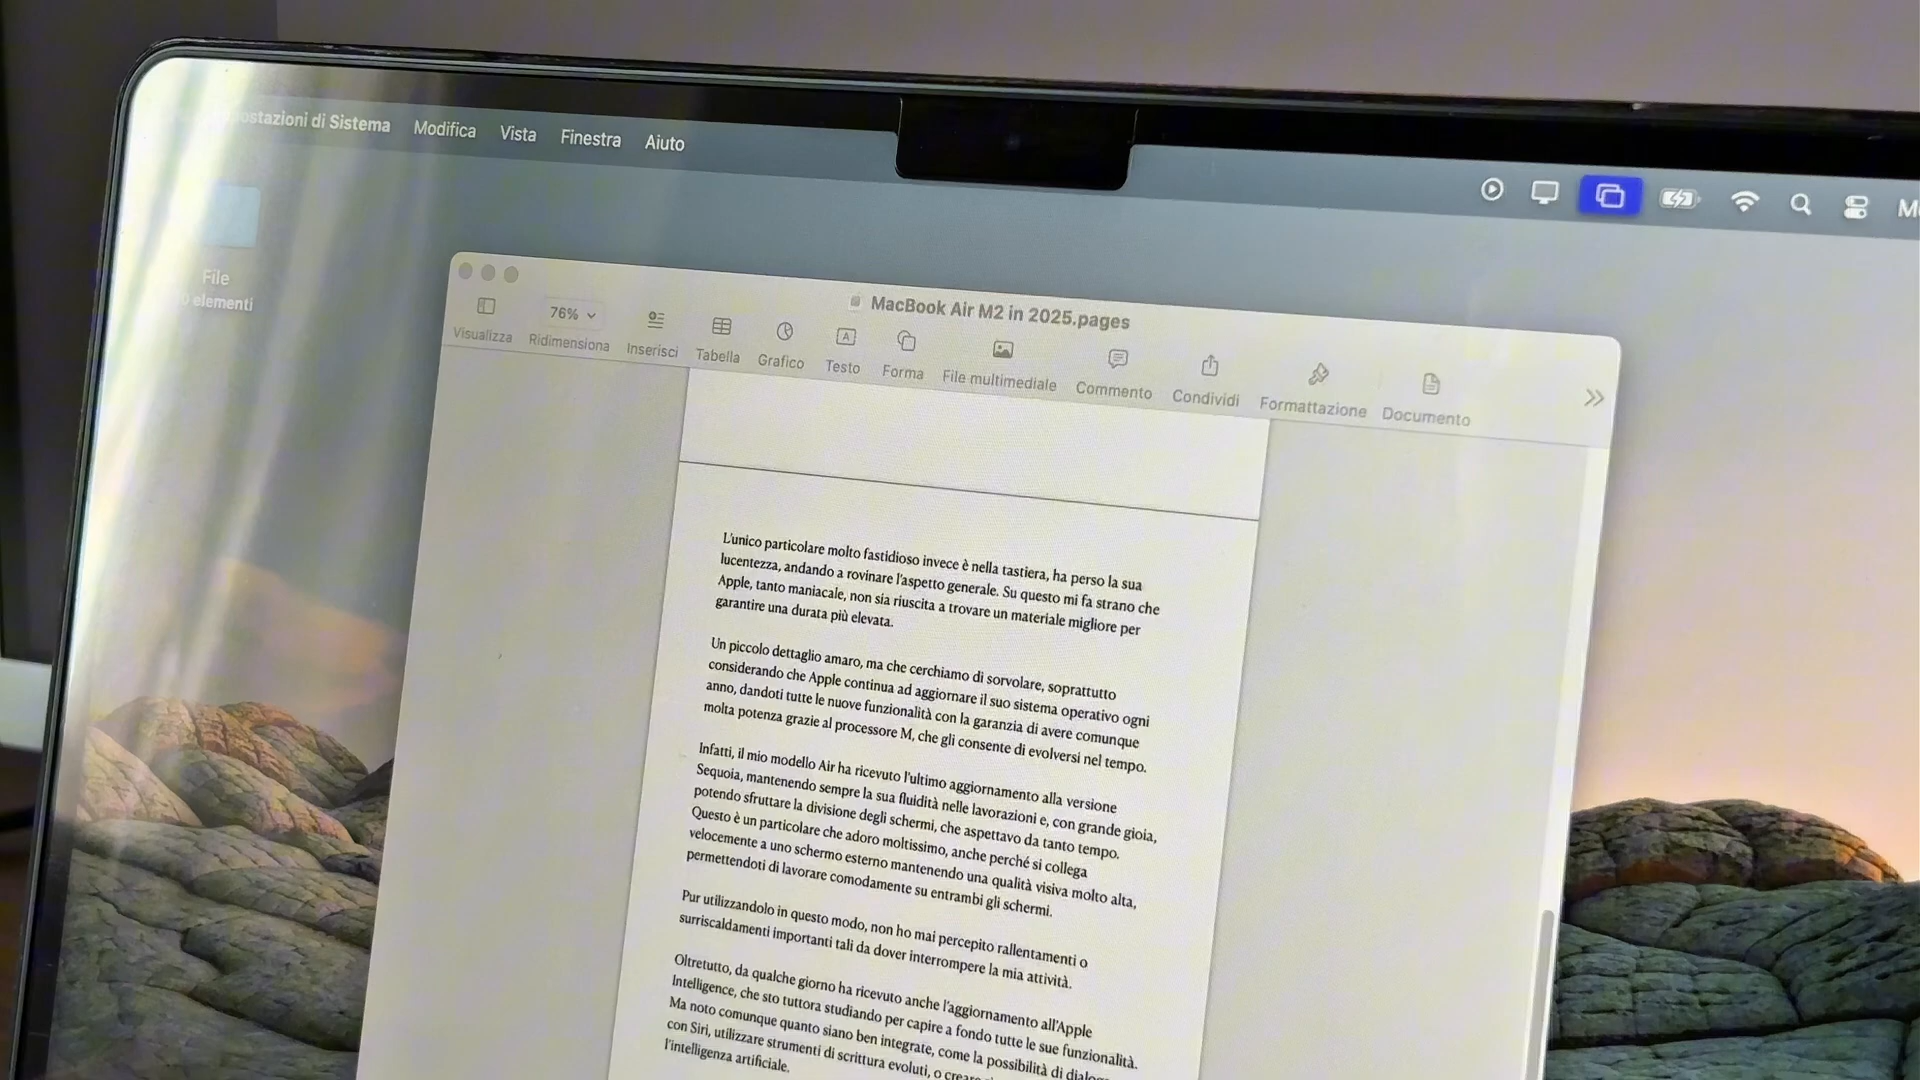 di Sistema Modifica Vista Finestra Aiuto
File
elementi
MacBook Air M2 in 2025.pages
76%
Visualizza Ridimensiona Inserisci Tabella Grafico Testo Forma File multimediale Commento Condividi Formattazione Documento
L'unico particolare molto fastidioso invece è nella tastiera, ha perso la sua
lucentezza, andando a rovinare l'aspetto generale. Su questo mi fa strano che
Apple, tanto maniacale, non sia riuscita a trovare un materiale migliore per
garantire una durata più elevata.
Un piccolo dettaglio amaro, ma che cerchiamo di sorvolare, soprattutto
considerando che Apple continua ad aggiornare il suo sistema operativo ogni
anno, dandoti tutte le nuove funzionalità con la garanzia di avere comunque
molta potenza grazie al processore M, che gli consente di evolversi nel tempo.
Infatti, il mio modello Air ha ricevuto l'ultimo aggiornamento alla versione
Sequoia, mantenendo sempre la sua fluidità nelle lavorazioni e, con grande gioia,
potendo sfruttare la divisione degli schermi, che aspettavo da tanto tempo.
Questo è un particolare che adoro moltissimo, anche perché si collega
velocemente a uno schermo esterno mantenendo una qualità visiva molto alta,
permettendoti di lavorare comodamente su entrambi gli schermi.
Pur utilizzandolo in questo modo, non ho mai percepito rallentamenti o
surriscaldamenti importanti tali da dover interrompere la mia attività.
Oltretutto, da qualche giorno ha ricevuto anche l'aggiornamento all'Apple
Intelligence, che sto tuttora studiando per capire a fondo tutte le sue funzionalità.
Ma noto comunque quanto siano ben integrate, come la possibilità di
con Siri, utilizzare strumenti di scrittura evoluti, o
l'intelligenza artificiale.